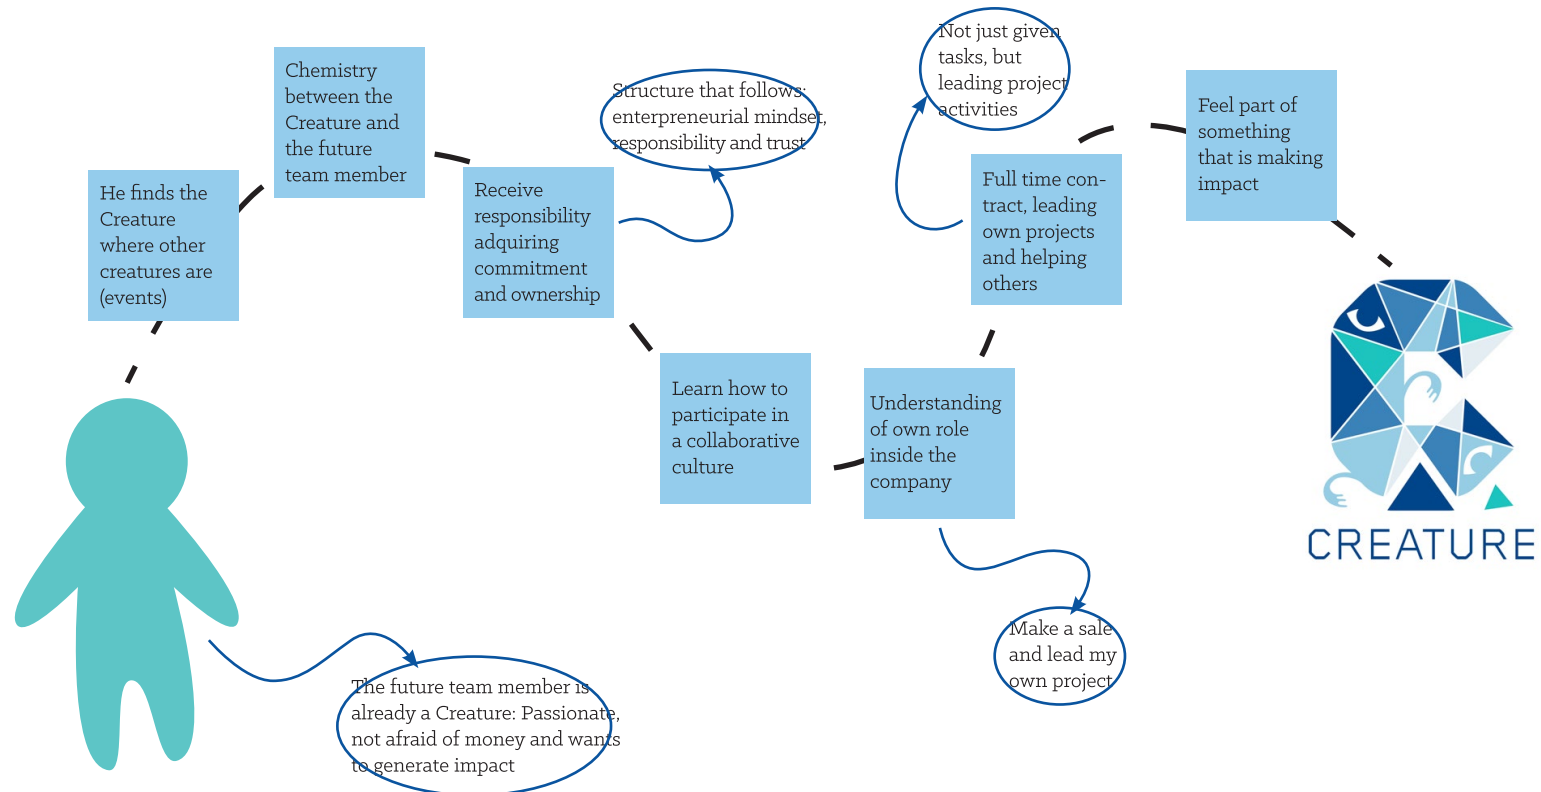 He finds the
Creature
where other
creatures are
(events)
Chemistry
between the
Creature and
the future
team member
Receive
responsibility
adquiring
commitment
and ownership
Structure that follows:
enterpreneurial mindset,
responsibility and trust
Learn how to
participate in
a collaborative
culture
Understanding
of own role
inside the
company
Make a sale
and lead my
own project
Full time con-
tract, leading
own projects
and helping
others
Not just given
tasks, but
leading project
activities
Feel part of
something
that is making
impact
CREATURE
The future team member is
already a Creature: Passionate,
not afraid of money and wants
to generate impact